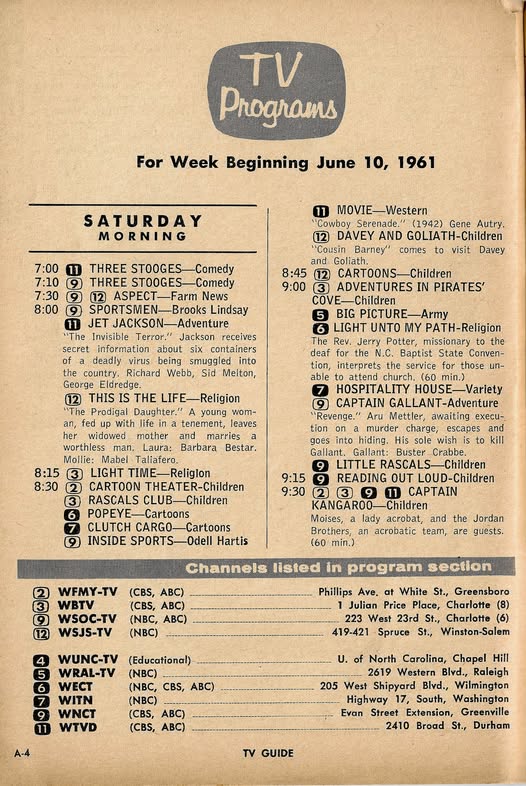 TV
Programs
For Week Beginning June 10, 1961
SATURDAY
MORNING
7:00 11 THREE STOOGES—Comedy
7:10 9 THREE STOOGES—Comedy
7:30 9 12 ASPECT—Farm News
8:00 9 SPORTSMEN—Brooks Lindsay
11 JET JACKSON—Adventure
"The Invisible Terror." Jackson receives
secret information about six containers
of a deadly virus being smuggled into
the country. Richard Webb, Sid Melton,
George Eldredge.
12 THIS IS THE LIFE—Religion
"The Prodigal Daughter." A young wom-
an, fed up with life in a tenement, leaves
her widowed mother and marries a
worthless man. Laura: Barbara Bestar.
Mollie: Mabel Taliafero.
8:15 3 LIGHT TIME—Religion
8:30 2 CARTOON THEATER-Children
3 RASCALS CLUB—Children
6 POPEYE—Cartoons
7 CLUTCH CARGO—Cartoons
9 INSIDE SPORTS—Odell Hartis
11 MOVIE—Western
"Cowboy Serenade." (1942) Gene Autry.
12 DAVEY AND GOLIATH-Children
"Cousin Barney" comes to visit Davey
and Goliath.
8:45 12 CARTOONS—Children
9:00 3 ADVENTURES IN PIRATES'
COVE—Children
5 BIG PICTURE—Army
6 LIGHT UNTO MY PATH-Religion
The Rev. Jerry Potter, missionary to the
deaf for the N.C. Baptist State Conven-
tion, interprets the service for those un-
able to attend church. (60 min.)
7 HOSPITALITY HOUSE—Variety
9 CAPTAIN GALLANT-Adventure
"Revenge." Aru Mettler, awaiting execu-
tion on a murder charge, escapes and
goes into hiding. His sole wish is to kill
Gallant. Gallant: Buster Crabbe.
9 LITTLE RASCALS—Children
9:15 9 READING OUT LOUD-Children
9:30 2 3 9 11 CAPTAIN
KANGAROO—Children
Moises, a lady acrobat, and the Jordan
Brothers, an acrobatic team, are guests.
(60 min.)
Channels listed in program section
2 WFMY-TV (CBS, ABC) Phillips Ave. at White St., Greensboro
3 WBTV (CBS, ABC) 1 Julian Price Place, Charlotte (8)
9 WSOC-TV (NBC, ABC) 223 West 23rd St., Charlotte (6)
12 WSJS-TV (NBC) 419-421 Spruce St., Winston-Salem
4 WUNC-TV (Educational) U. of North Carolina, Chapel Hill
5 WRAL-TV (NBC) 2619 Western Blvd., Raleigh
6 WECT (NBC, CBS, ABC) 205 West Shipyard Blvd., Wilmington
7 WITN (NBC) Highway 17, South, Washington
9 WNCT (CBS, ABC) Evan Street Extension, Greenville
11 WTVD (CBS, ABC) 2410 Broad St., Durham
A-4 TV GUIDE